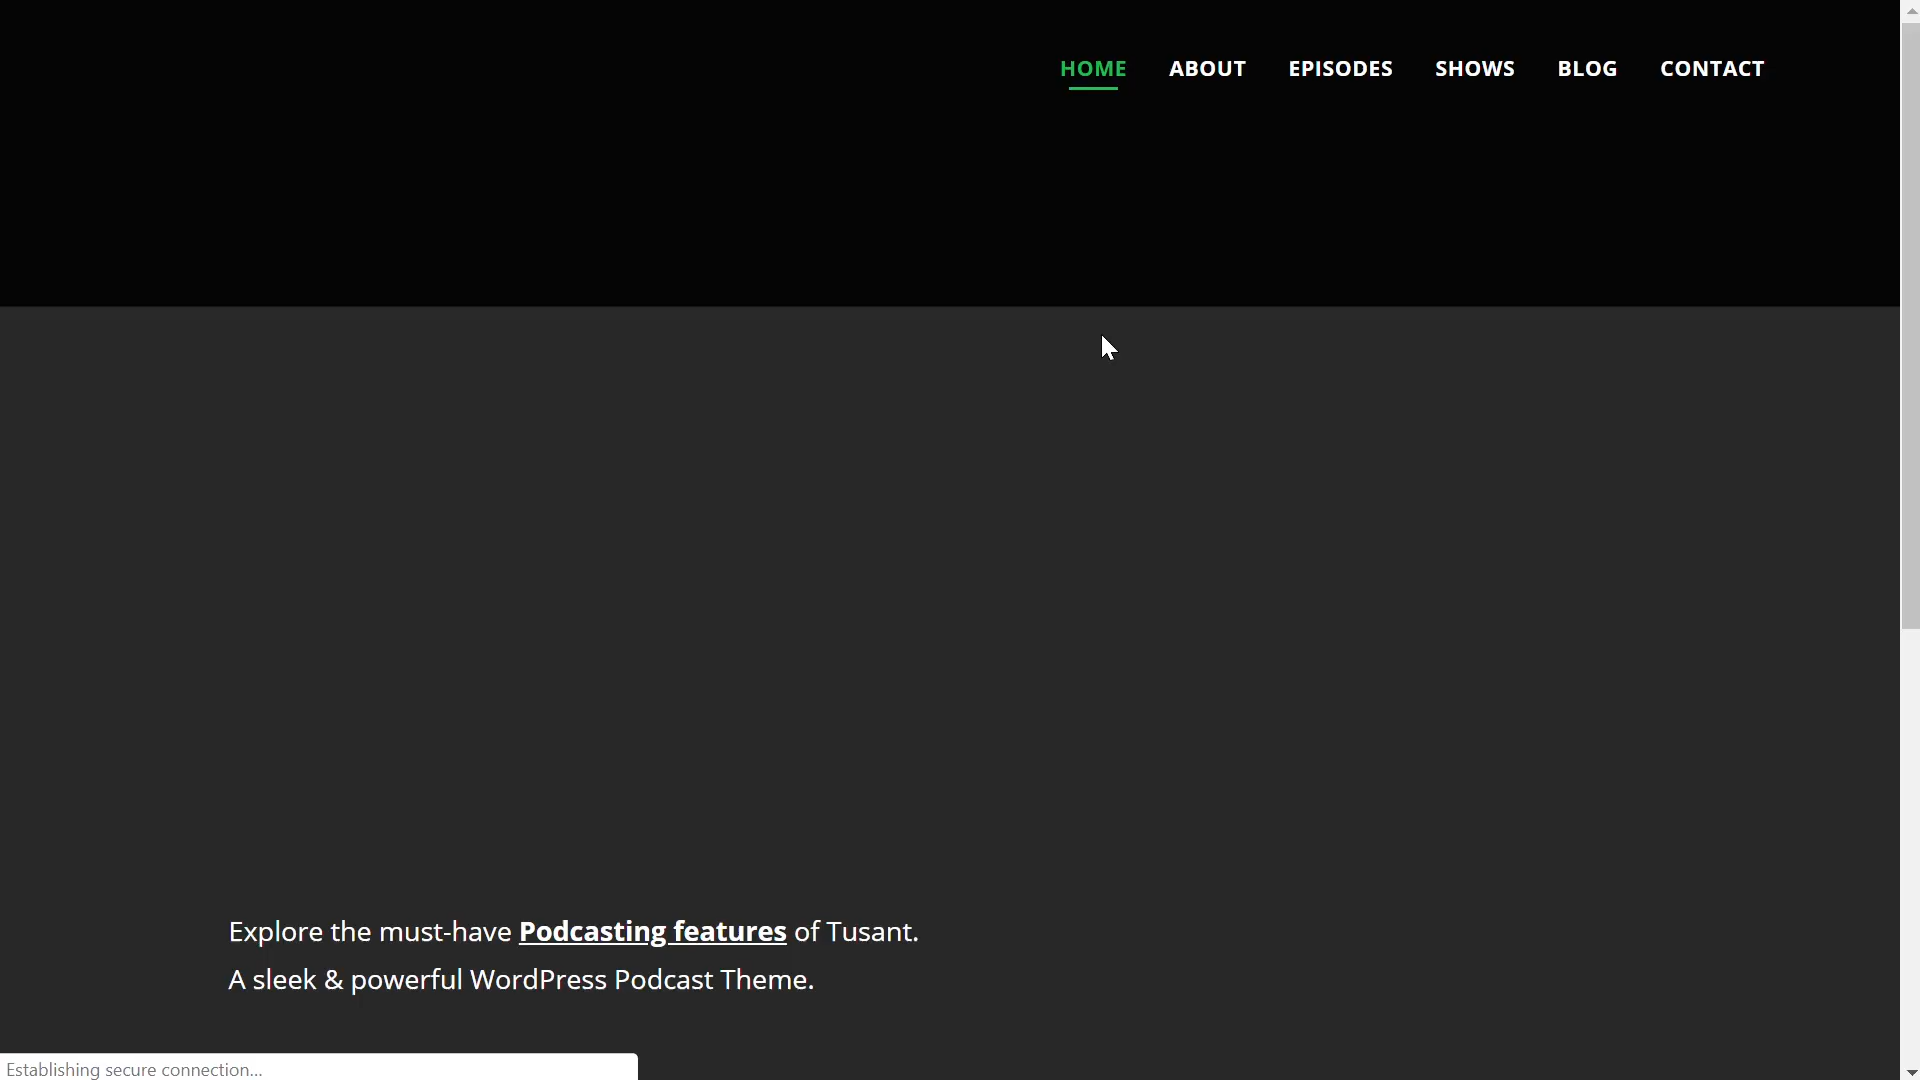 HOME ABOUT EPISODES SHOWS BLOG CONTACT
Explore the must-have Podcasting features of Tusant.
A sleek & powerful WordPress Podcast Theme.
Establishing secure connection...